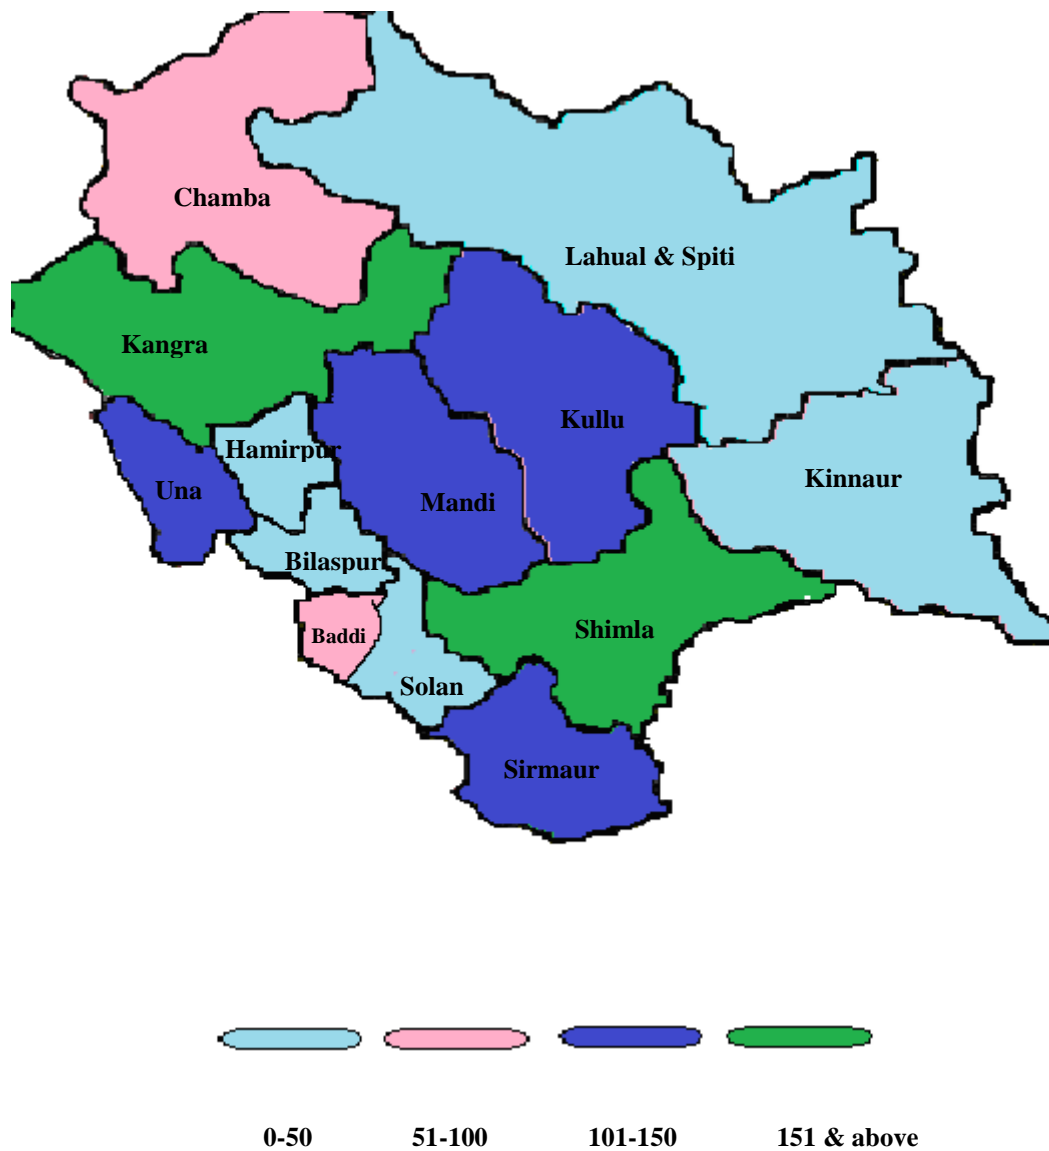 Chamba
Lahual & Spiti
Kangra
Kullu
Hamirpur
Kinnaur
Una
Mandi
Bilaspur
Shimla
Baddi
Solan
Sirmaur
0-50 51-100 101-150 151 & above